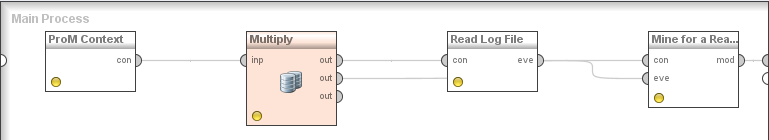 Main Process
ProM Context
con
Multiply
inp
out
out
out
Read Log File
con
eve
Mine for a Rea...
con
mod
eve